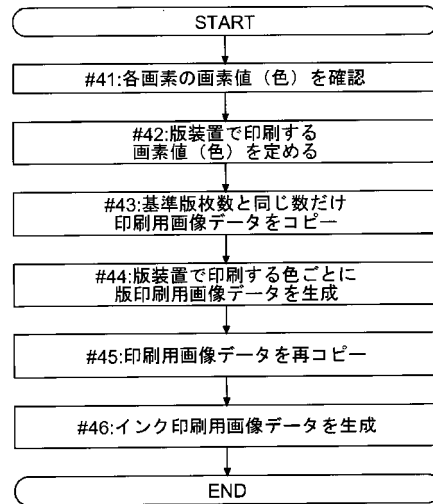 START
#41:各画素の画素値（色）を確認
#42:版装置で印刷する
画素値（色）を定める
#43:基準版枚数と同じ数だけ
印刷用画像データをコピー
#44:版装置で印刷する色ごとに
版印刷用画像データを生成
#45:印刷用画像データを再コピー
#46:インク印刷用画像データを生成
END